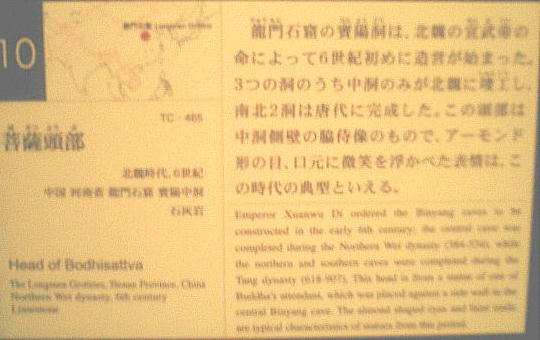 10
龍門石窟 Longmen Grottoes
TC - 465
菩薩頭部
北魏時代、6世紀
中国 河南省 龍門石窟 賓陽中洞
石灰岩
Head of Bodhisattva
The Longmen Grottoes, Henan Province, China
Northern Wei dynasty, 6th century
Limestone
龍門石窟の賓陽洞は、北魏の宣武帝の
命によって6世紀初めに造営が始まった。
3つの洞のうち中洞のみが北魏に竣工し、
南北2洞は唐代に完成した。この頭部は
中洞側壁の脇侍像のもので、アーモンド
形の目、口元に微笑を浮かべた表情は、こ
の時代の典型といえる。
Emperor Xuanwu Di ordered the Binyang caves to be
constructed in the early 6th century; the central cave was
completed during the Northern Wei dynasty (386-534), while
the northern and southern caves were completed during the
Tang dynasty (618-907). This head is from a statue of one of
Buddha's attendants, which was placed against a side wall in the
central Binyang cave. The almond shaped eyes and faint smile
are typical characteristics of statues from this period.